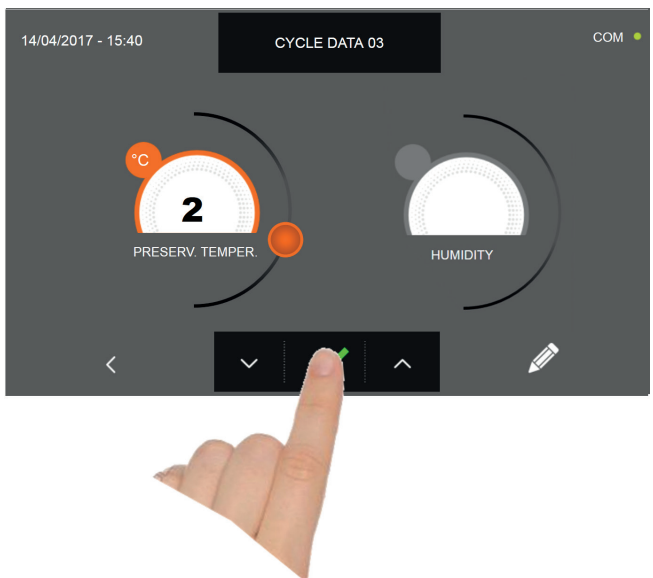 14/04/2017 - 15:40
CYCLE DATA 03
COM
°C
2
PRESERV. TEMPER.
HUMIDITY